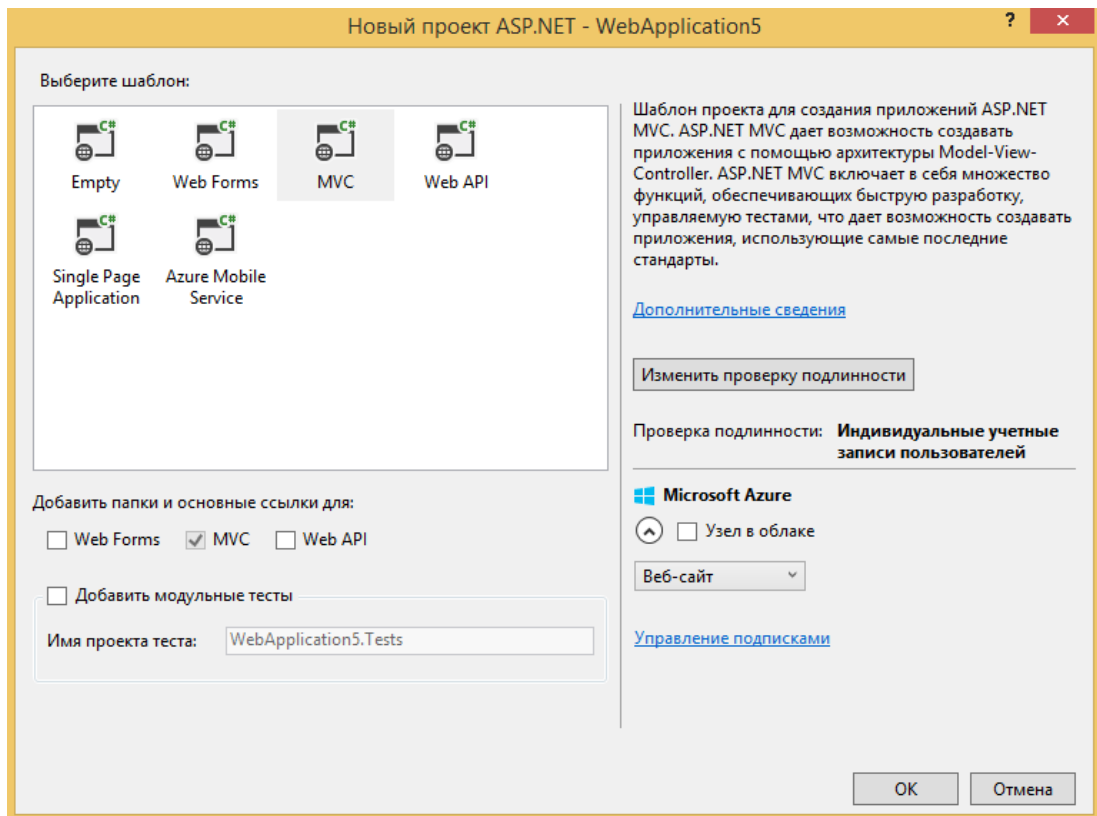 Новый проект ASP.NET - WebApplication5
?
Выберите шаблон:
C#
C#
C#
C#
Empty
Web Forms
MVC
Web API
C#
C#
Single Page
Application
Azure Mobile
Service
Добавить папки и основные ссылки для:
Web Forms
MVC
Web API
Добавить модульные тесты
Имя проекта теста:
WebApplication5.Tests
Шаблон проекта для создания приложений ASP.NET
MVC. ASP.NET MVC дает возможность создавать
приложения с помощью архитектуры Model-View-
Controller. ASP.NET MVC включает в себя множество
функций, обеспечивающих быструю разработку,
управляемую тестами, что дает возможность создавать
приложения, использующие самые последние
стандарты.
Дополнительные сведения
Изменить проверку подлинности
Проверка подлинности: Индивидуальные учетные
записи пользователей
Microsoft Azure
Узел в облаке
Веб-сайт
Управление подписками
ОК
Отмена